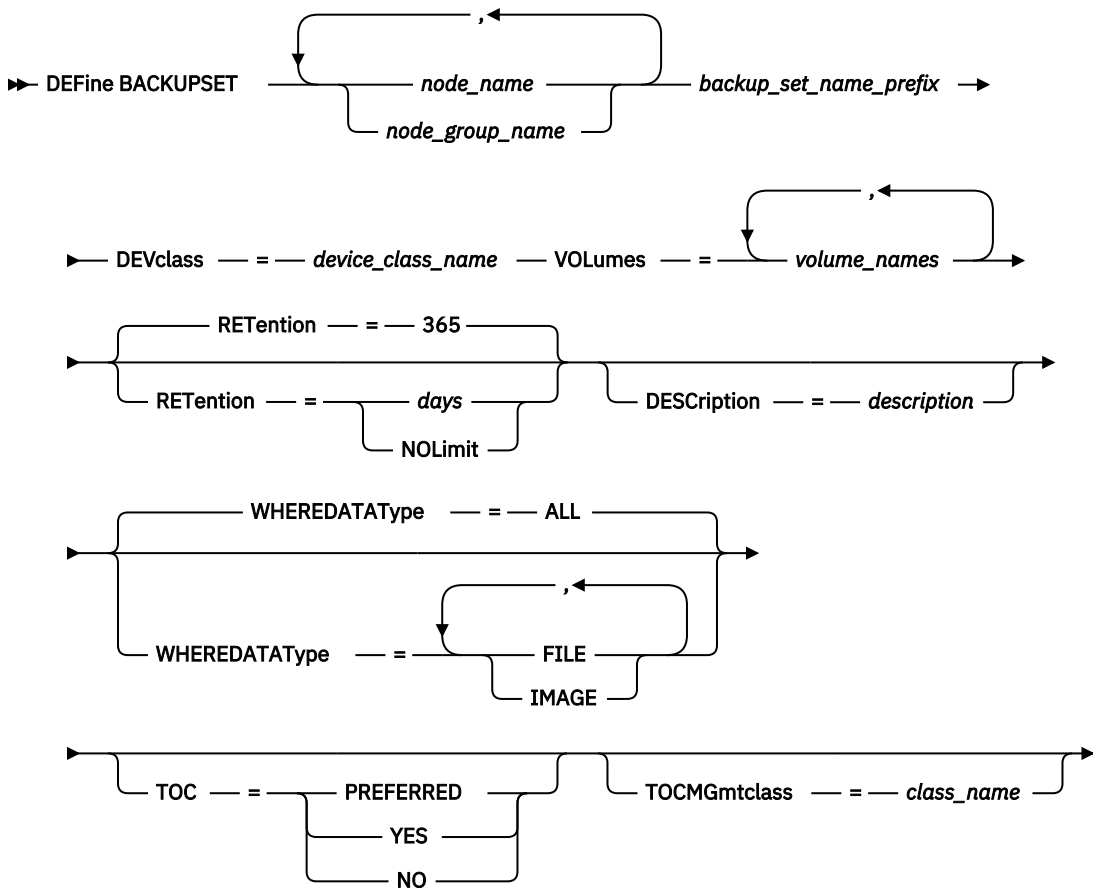 ,
DEFine BACKUPSET node_name backup_set_name_prefix
node_group_name
,
DEVclass = device_class_name VOLumes = volume_names
RETention = 365
RETention = days DESCription = description
NOLimit
WHEREDATAType = ALL
,
WHEREDATAType = FILE
IMAGE
TOC = PREFERRED TOCMGmtclass = class_name
YES
NO